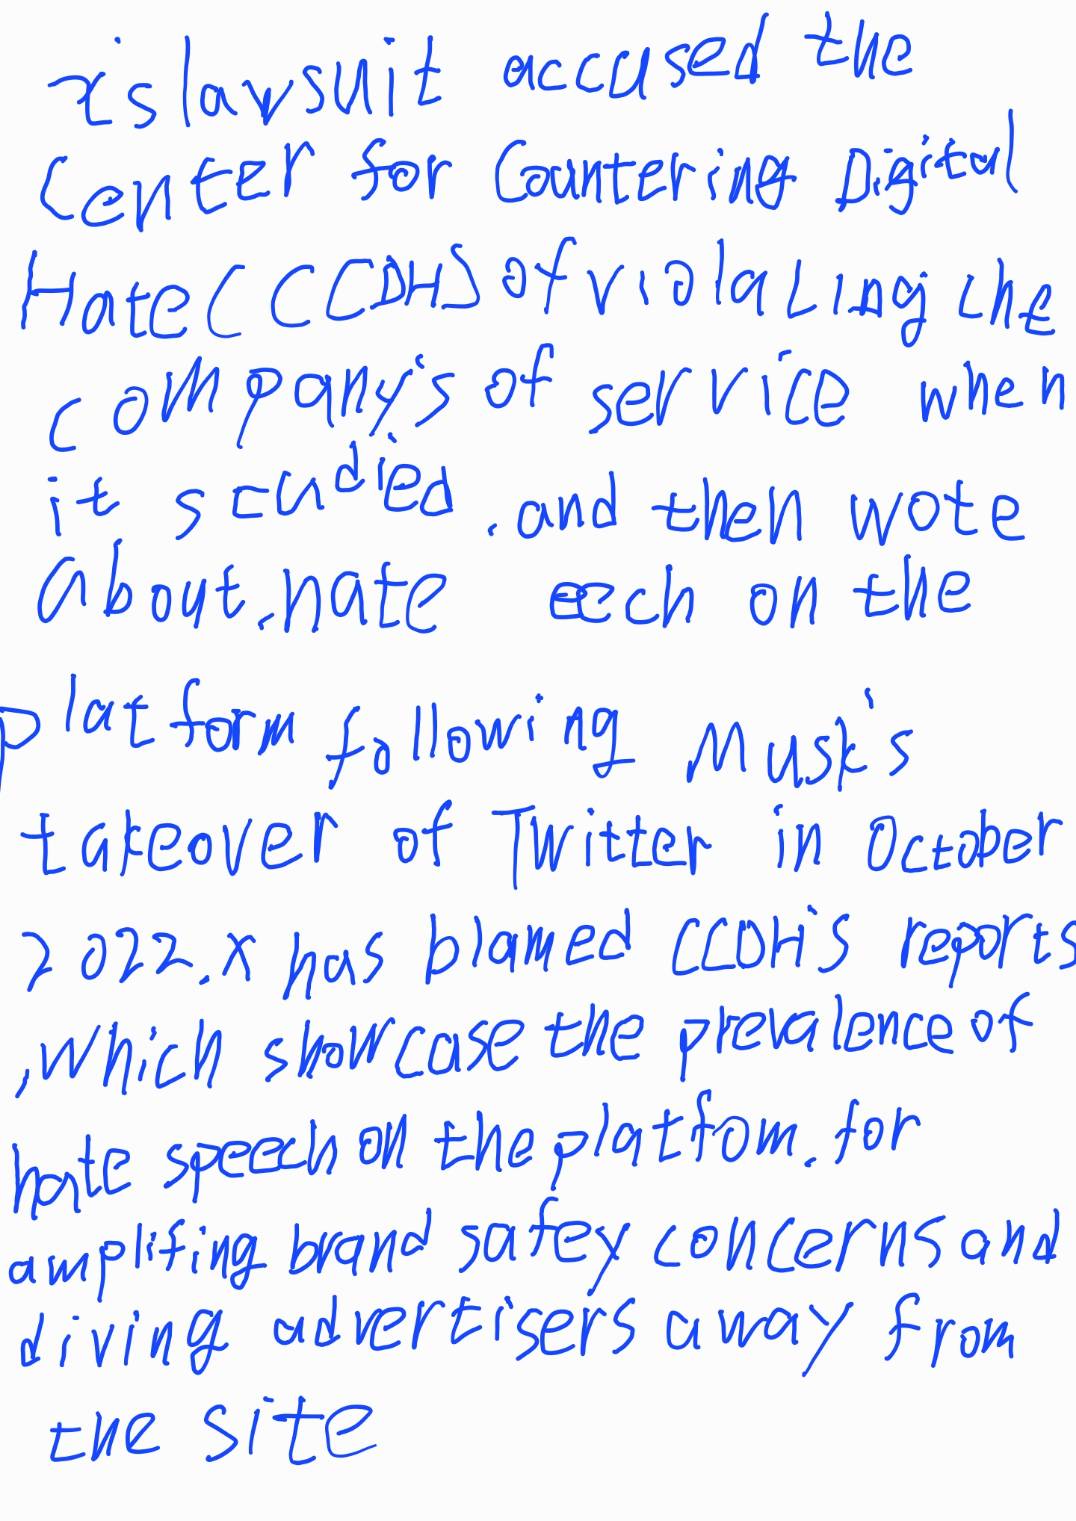 x's lawsuit accused the
Center for Countering Digital
Hate (CCDH) of violating the
company's of service when
it studied, and then wote
about, hate eech on the
platform following Musk's
takeover of Twitter in October
2022. X has blamed CCDH's reports
, which showcase the prevalence of
hate speech on the platfom, for
amplifing brand safey concerns and
diving advertisers away from
the site